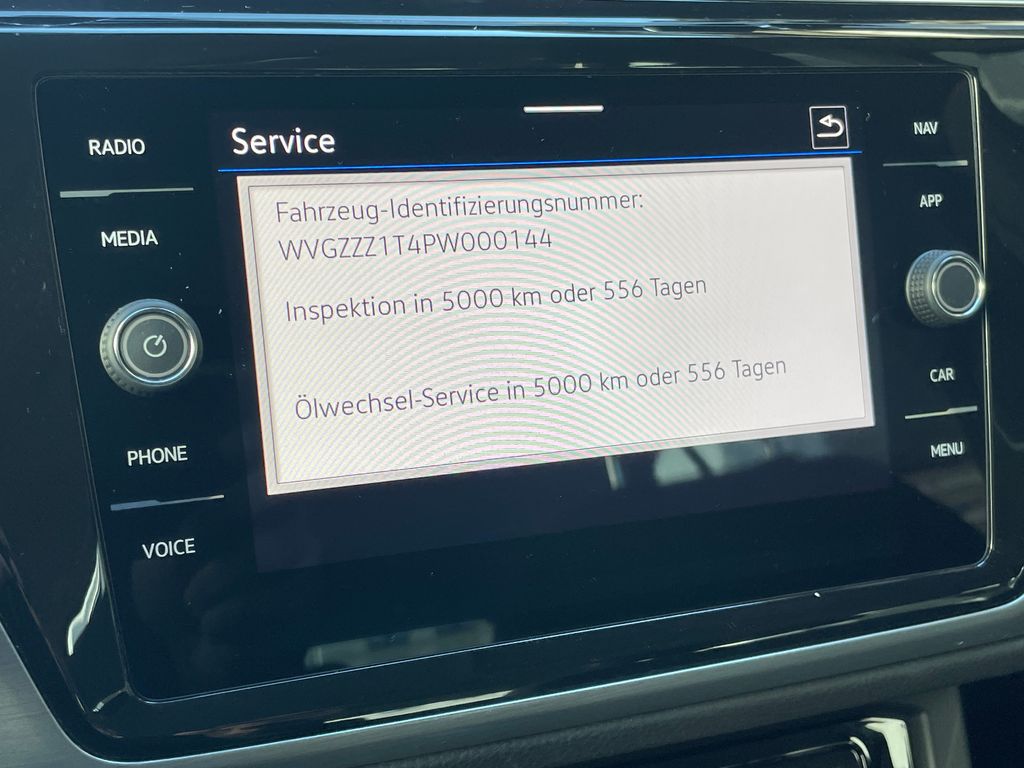 Service
RADIO
MEDIA
PHONE
VOICE
Fahrzeug-Identifizierungsnummer:
WVGZZZ1T4PW000144
Inspektion in 5000 km oder 556 Tagen
Ölwechsel-Service in 5000 km oder 556 Tagen
NAV
APP
CAR
MENU